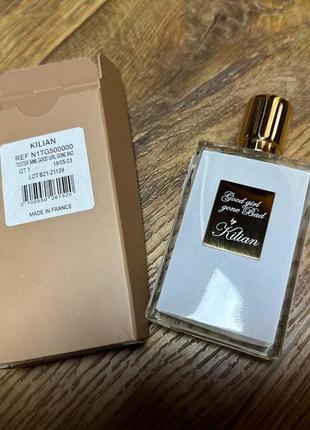 KILIAN
REF N1TG500000
TESTER 50ML GOOD GIRL GONE BAD
QT 1 19/05/23
LOT B21-21139
MADE IN FRANCE
Good girl
gone Bad
by
Kilian